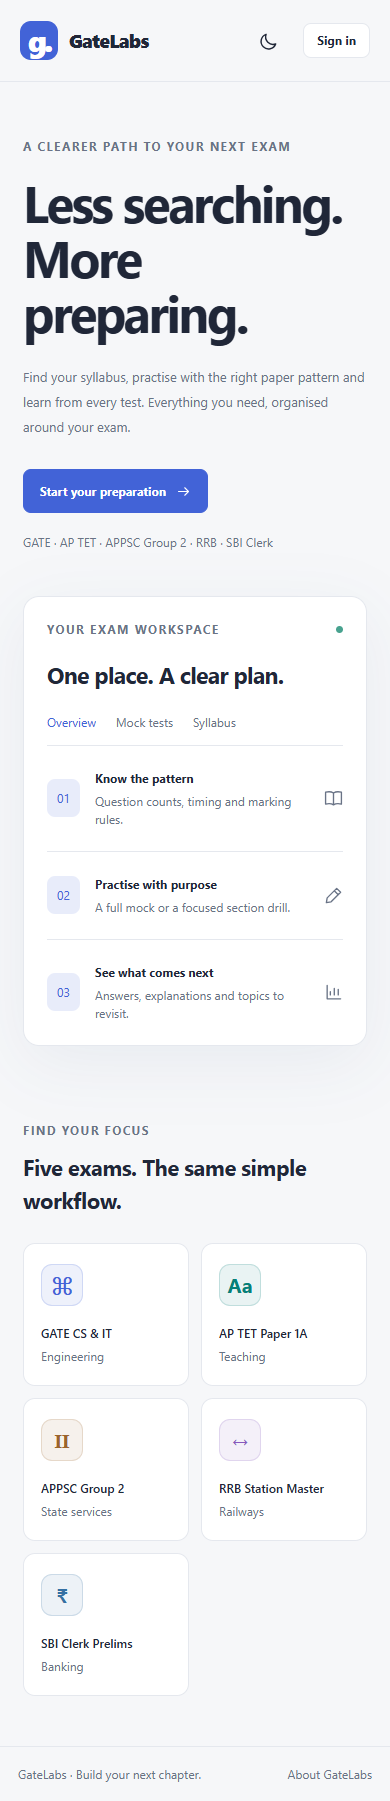 g.
GateLabs
Sign in
A CLEARER PATH TO YOUR NEXT EXAM
Less searching.
More
preparing.
Find your syllabus, practise with the right paper pattern and
learn from every test. Everything you need, organised
around your exam.
Start your preparation →
GATE · AP TET · APPSC Group 2 · RRB · SBI Clerk
YOUR EXAM WORKSPACE
One place. A clear plan.
Overview Mock tests Syllabus
01
Know the pattern
Question counts, timing and marking
rules.
02
Practise with purpose
A full mock or a focused section drill.
03
See what comes next
Answers, explanations and topics to
revisit.
FIND YOUR FOCUS
Five exams. The same simple
workflow.
⌘
GATE CS & IT
Engineering
Aa
AP TET Paper 1A
Teaching
II
APPSC Group 2
State services
↔
RRB Station Master
Railways
₹
SBI Clerk Prelims
Banking
GateLabs · Build your next chapter.
About GateLabs